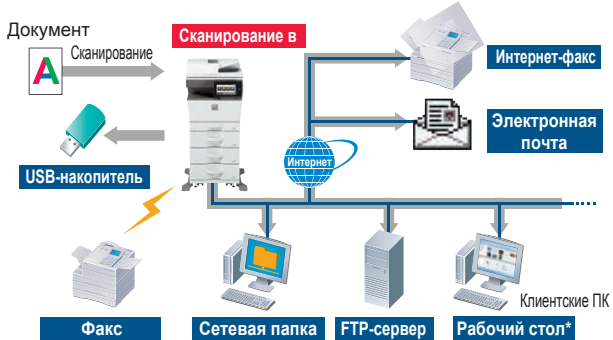 Документ
Сканирование
Сканирование в
A
Интернет-факс
Электронная
почта
Интернет
USB-накопитель
Клиентские ПК
Факс
Сетевая папка
FTP-сервер
Рабочий стол*